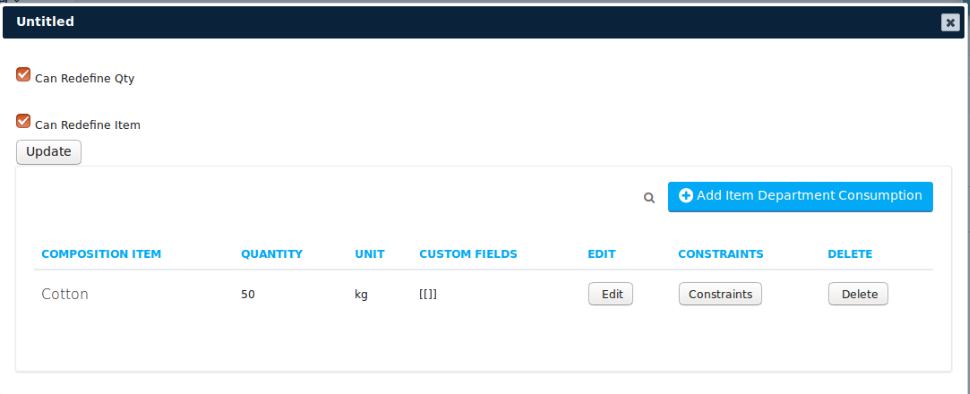 Untitled
Can Redefine Qty
Can Redefine Item
Update
Add Item Department Consumption
COMPOSITION ITEM QUANTITY UNIT CUSTOM FIELDS EDIT CONSTRAINTS DELETE
Cotton 50 kg [[]] Edit Constraints Delete